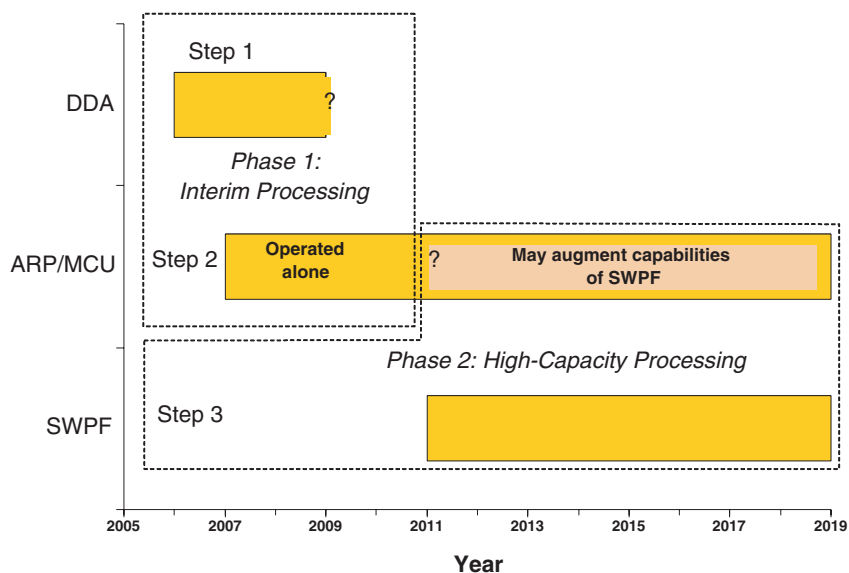 Step 1
DDA
?
Phase 1:
Interim Processing
ARP/MCU
Step 2
Operated
alone
?
May augment capabilities
of SWPF
Phase 2: High-Capacity Processing
Step 3
SWPF
2005 2007 2009 2011 2013 2015 2017 2019
Year